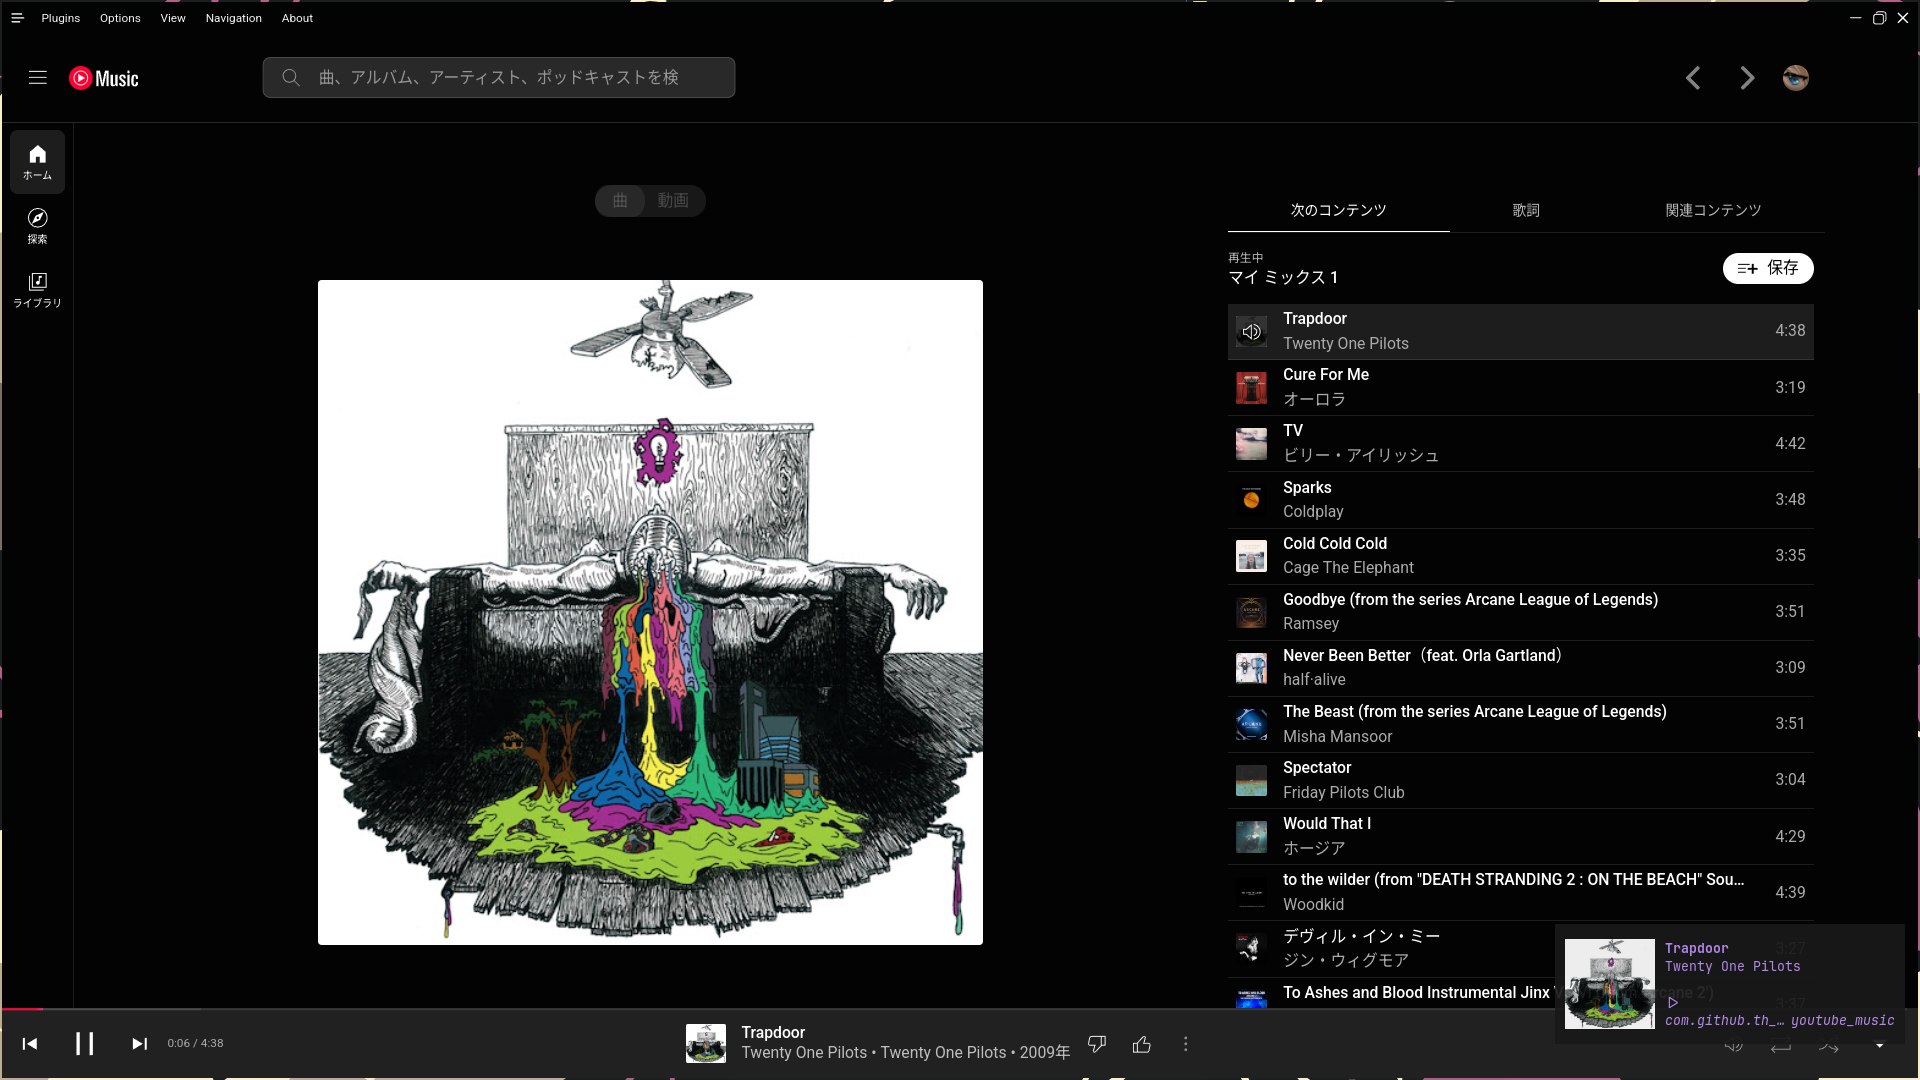 Plugins Options View Navigation About
Music
曲、アルバム、アーティスト、ポッドキャストを検
ホーム
探索
ライブラリ
曲 動画
次のコンテンツ 歌詞 関連コンテンツ
再生中
マイ ミックス 1
保存
Trapdoor
Twenty One Pilots
4:38
Cure For Me
オーロラ
3:19
TV
ビリー・アイリッシュ
4:42
Sparks
Coldplay
3:48
Cold Cold Cold
Cage The Elephant
3:35
Goodbye (from the series Arcane League of Legends)
Ramsey
3:51
Never Been Better（feat. Orla Gartland）
half·alive
3:09
The Beast (from the series Arcane League of Legends)
Misha Mansoor
3:51
Spectator
Friday Pilots Club
3:04
Would That I
ホージア
4:29
to the wilder (from "DEATH STRANDING 2 : ON THE BEACH" Sou…
Woodkid
4:39
デヴィル・イン・ミー
ジン・ウィグモア
3:27
To Ashes and Blood Instrumental Jinx
3:37
Trapdoor
Twenty One Pilots
com.github.th_… youtube_music
0:06 / 4:38
Trapdoor
Twenty One Pilots • Twenty One Pilots • 2009年